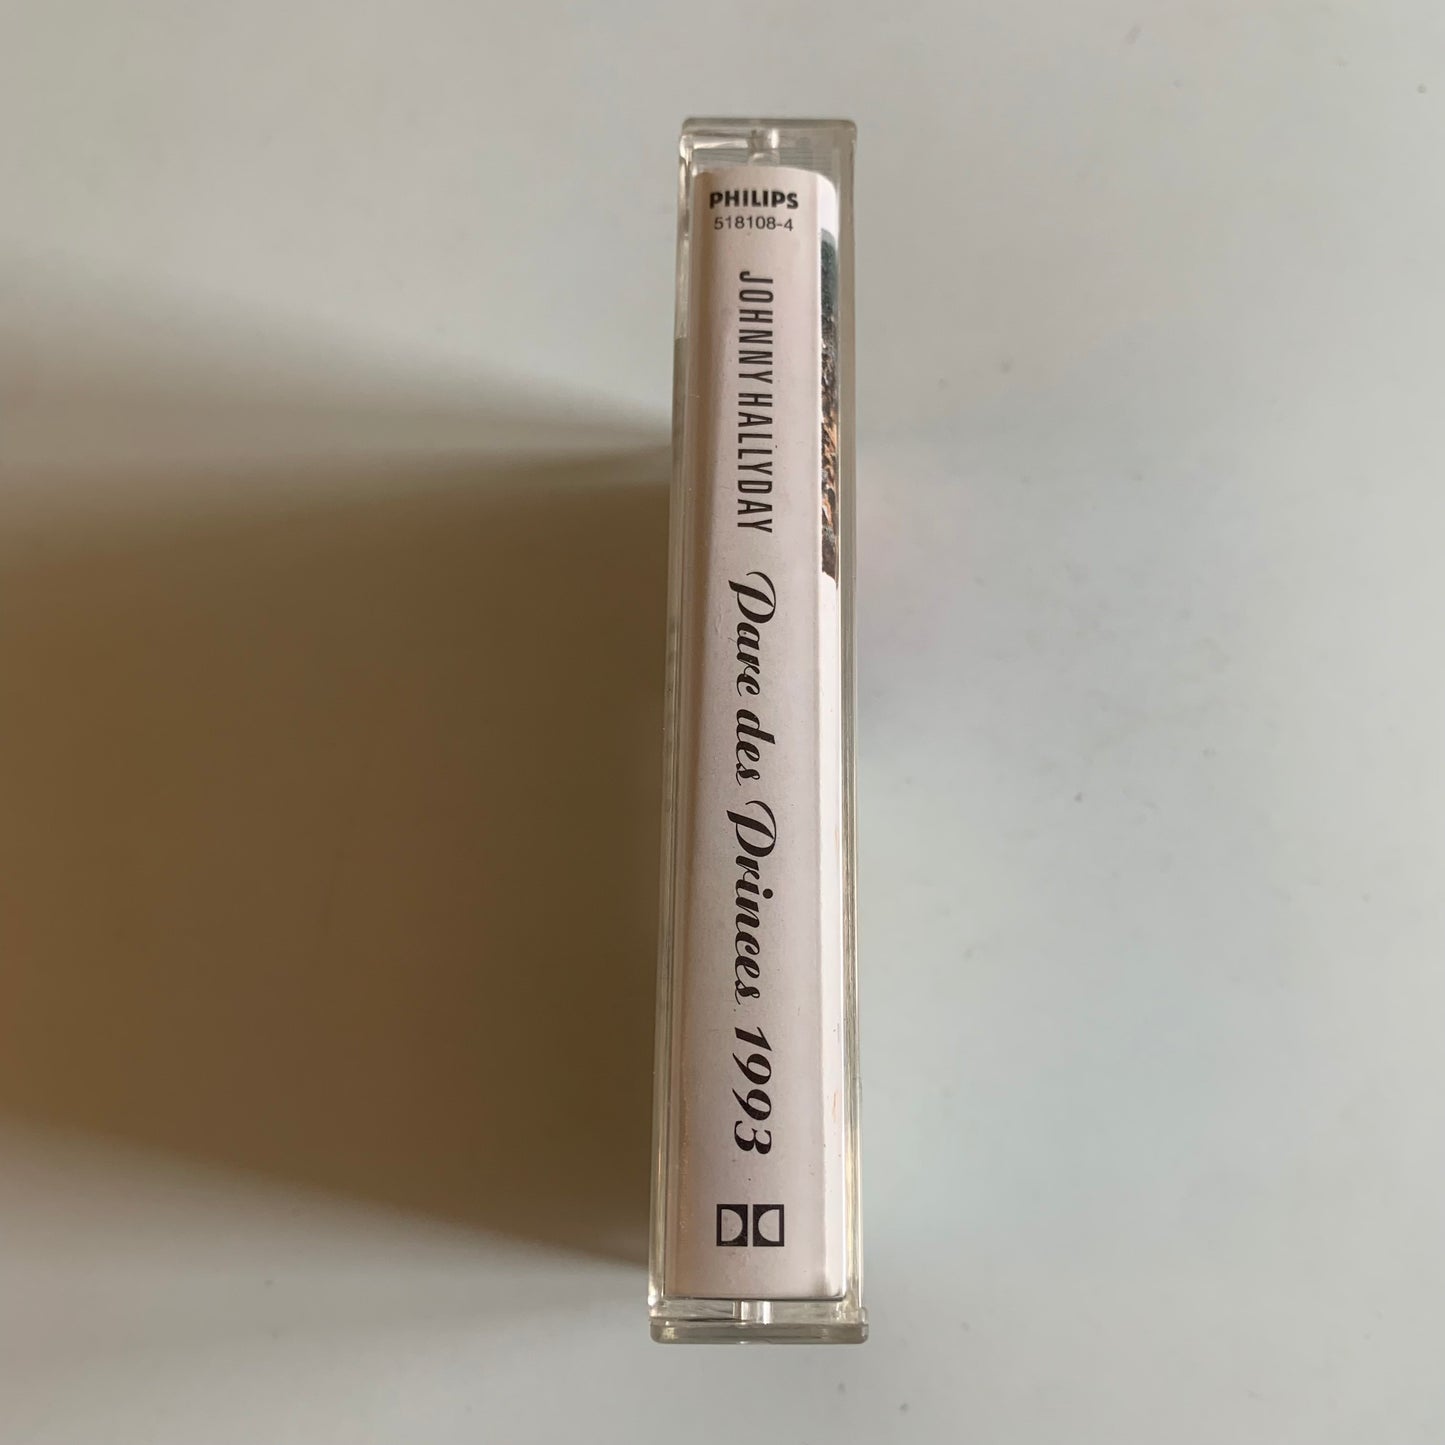 PHILIPS
518108-4
JOHNNY HALLYDAY Parc des Princes 1993